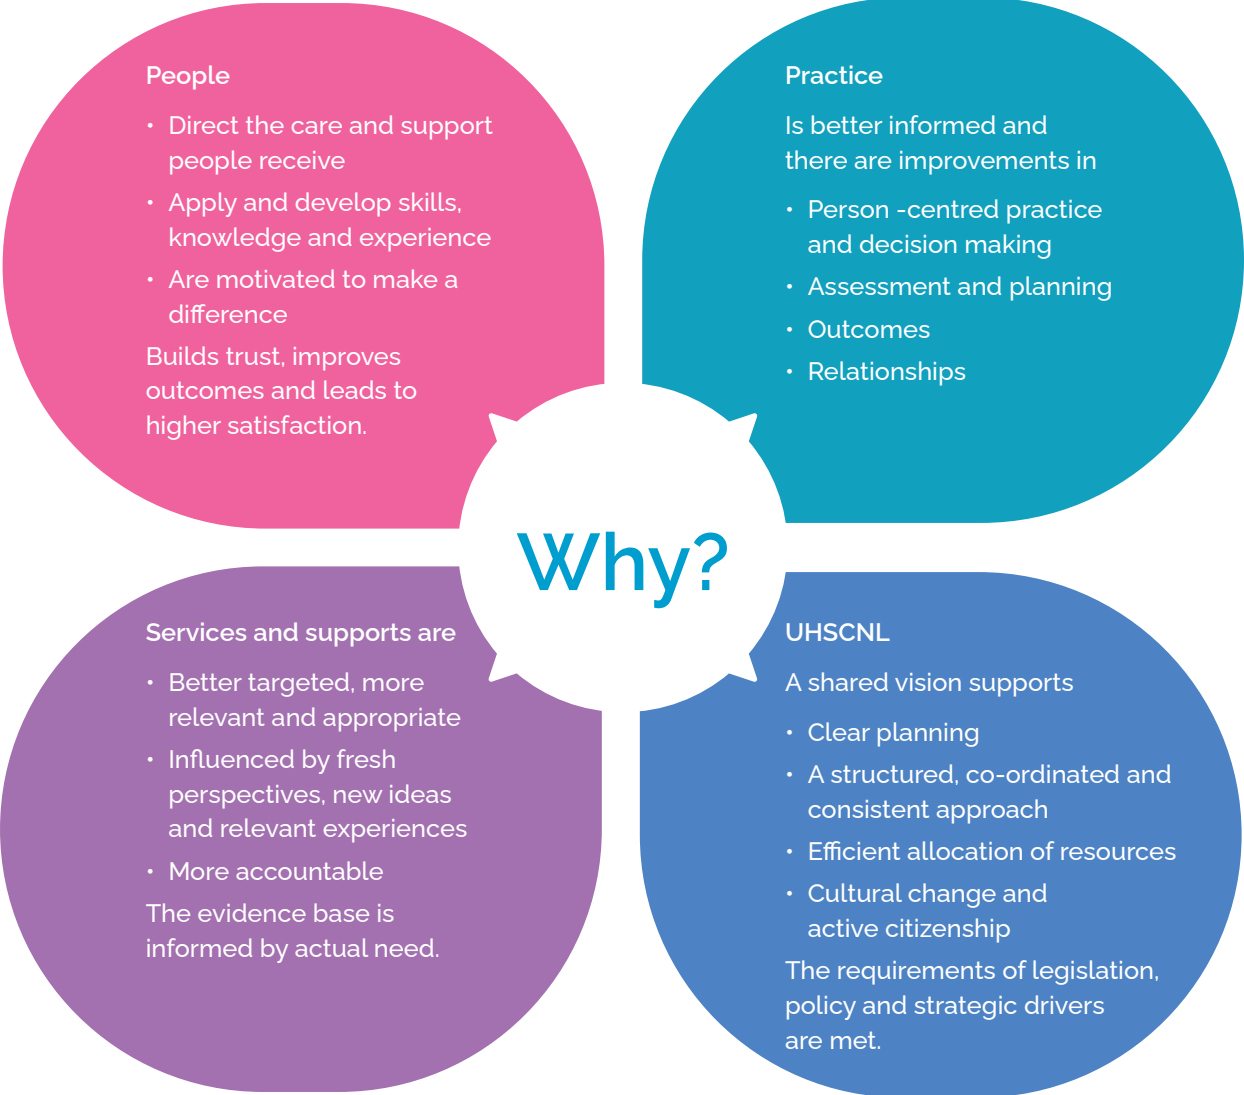 People
• Direct the care and support
people receive
• Apply and develop skills,
knowledge and experience
• Are motivated to make a
difference
Builds trust, improves
outcomes and leads to
higher satisfaction.
Practice
Is better informed and
there are improvements in
• Person -centred practice
and decision making
• Assessment and planning
• Outcomes
• Relationships
Why?
Services and supports are
• Better targeted, more
relevant and appropriate
• Influenced by fresh
perspectives, new ideas
and relevant experiences
• More accountable
The evidence base is
informed by actual need.
UHSCNL
A shared vision supports
• Clear planning
• A structured, co-ordinated and
consistent approach
• Efficient allocation of resources
• Cultural change and
active citizenship
The requirements of legislation,
policy and strategic drivers
are met.